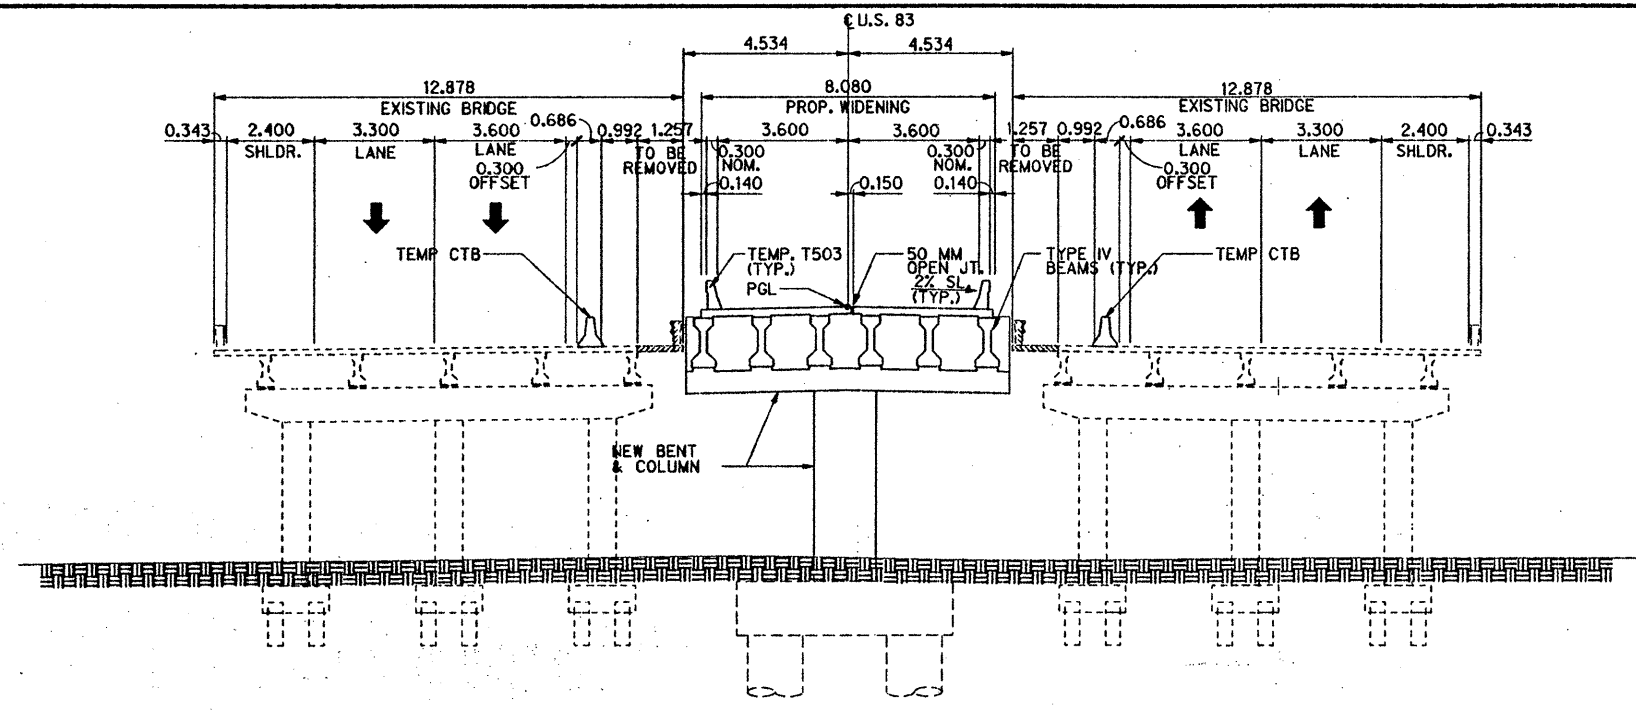 ℄ U.S. 83
4.534 4.534
12.878 8.080 12.878
EXISTING BRIDGE PROP. WIDENING EXISTING BRIDGE
0.343 2.400 3.300 3.600 0.686 0.992 1.257 3.600 3.600 1.257 0.992 0.686 3.600 3.300 2.400 0.343
SHLDR. LANE LANE TO BE 0.300 0.300 TO BE LANE LANE SHLDR.
0.300 REMOVED NOM. NOM. REMOVED 0.300
OFFSET 0.140 0.150 0.140 OFFSET
TEMP CTB TEMP. T503 50 MM TYPE IV TEMP CTB
(TYP.) OPEN JT. BEAMS (TYP.)
PGL 2% SL.
(TYP.)
NEW BENT
& COLUMN